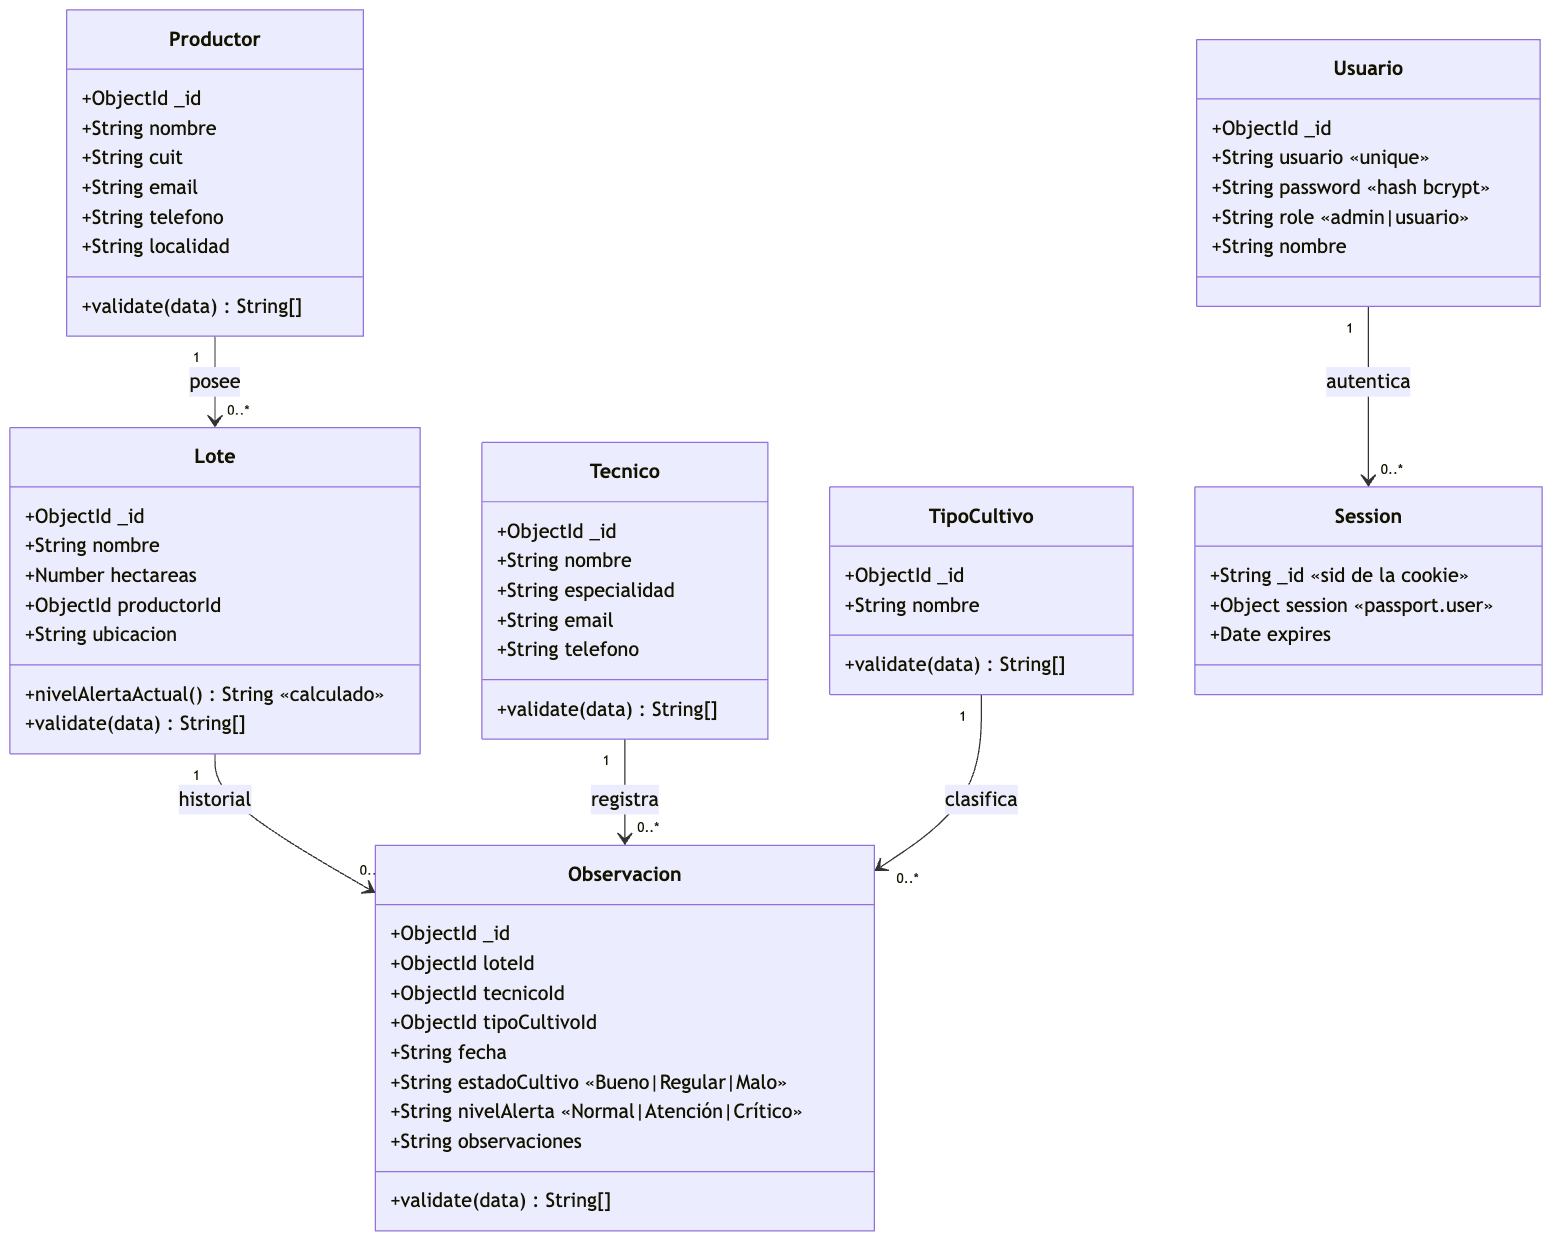 Productor
+ObjectId _id
+String nombre
+String cuit
+String email
+String telefono
+String localidad
+validate(data) : String[]
Usuario
+ObjectId _id
+String usuario «unique»
+String password «hash bcrypt»
+String role «admin|usuario»
+String nombre
1
posee
0..*
1
autentica
0..*
Lote
+ObjectId _id
+String nombre
+Number hectareas
+ObjectId productorId
+String ubicacion
+nivelAlertaActual() : String «calculado»
+validate(data) : String[]
Tecnico
+ObjectId _id
+String nombre
+String especialidad
+String email
+String telefono
+validate(data) : String[]
TipoCultivo
+ObjectId _id
+String nombre
+validate(data) : String[]
Session
+String _id «sid de la cookie»
+Object session «passport.user»
+Date expires
1
historial
0..
1
registra
0..*
1
clasifica
0..*
Observacion
+ObjectId _id
+ObjectId loteId
+ObjectId tecnicoId
+ObjectId tipoCultivoId
+String fecha
+String estadoCultivo «Bueno|Regular|Malo»
+String nivelAlerta «Normal|Atención|Crítico»
+String observaciones
+validate(data) : String[]